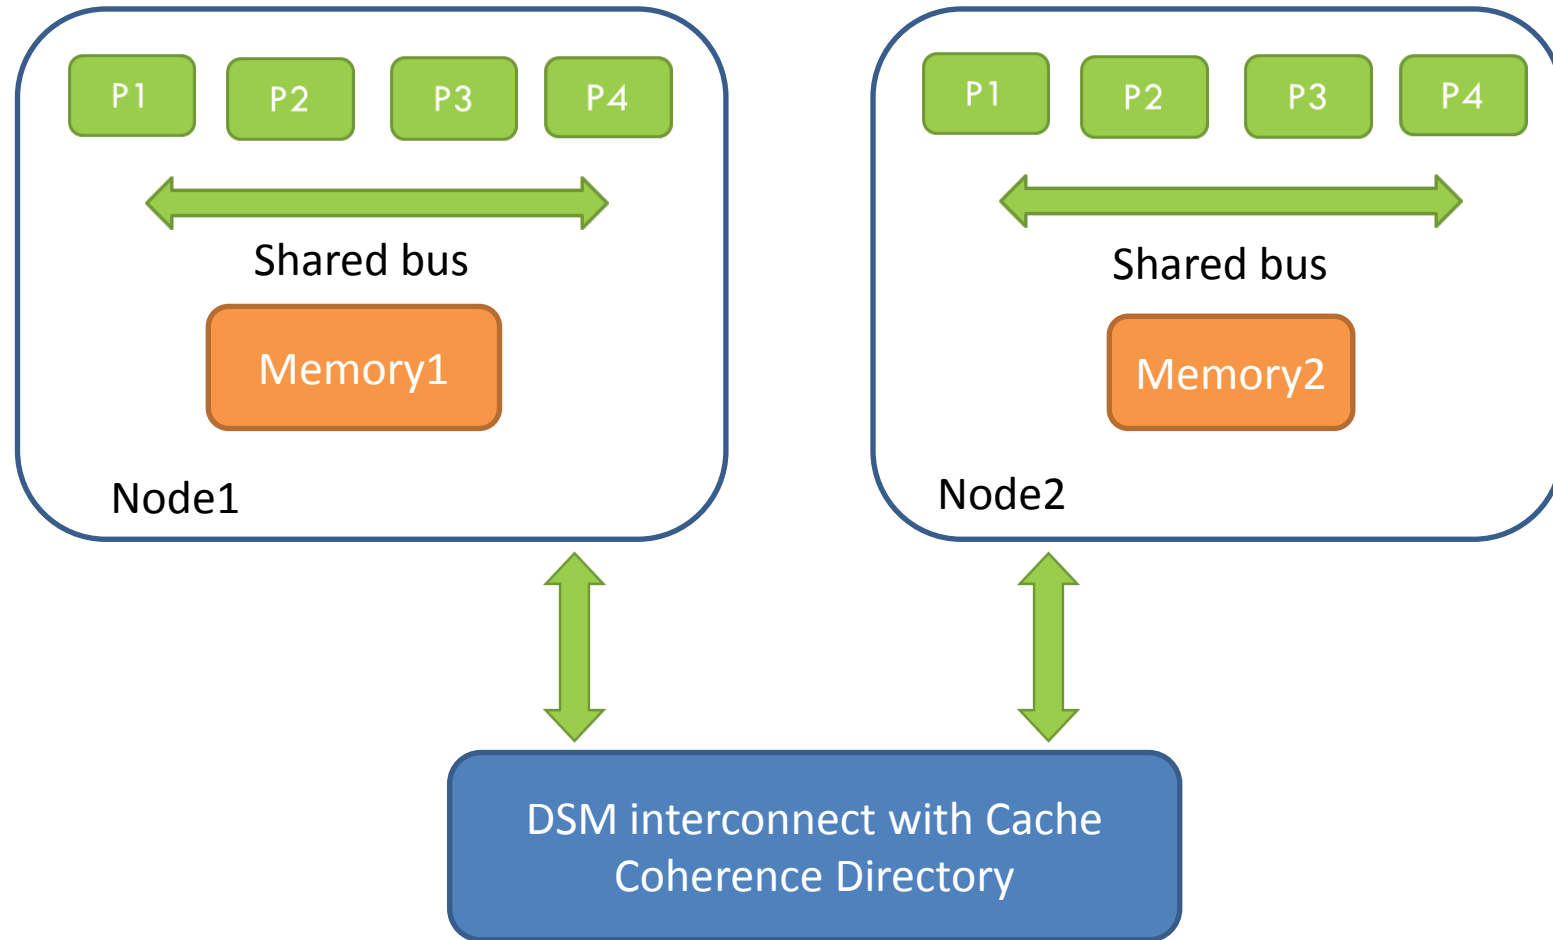 P1
P2
P3
P4
Shared bus
Memory1
Node1
P1
P2
P3
P4
Shared bus
Memory2
Node2
DSM interconnect with Cache
Coherence Directory